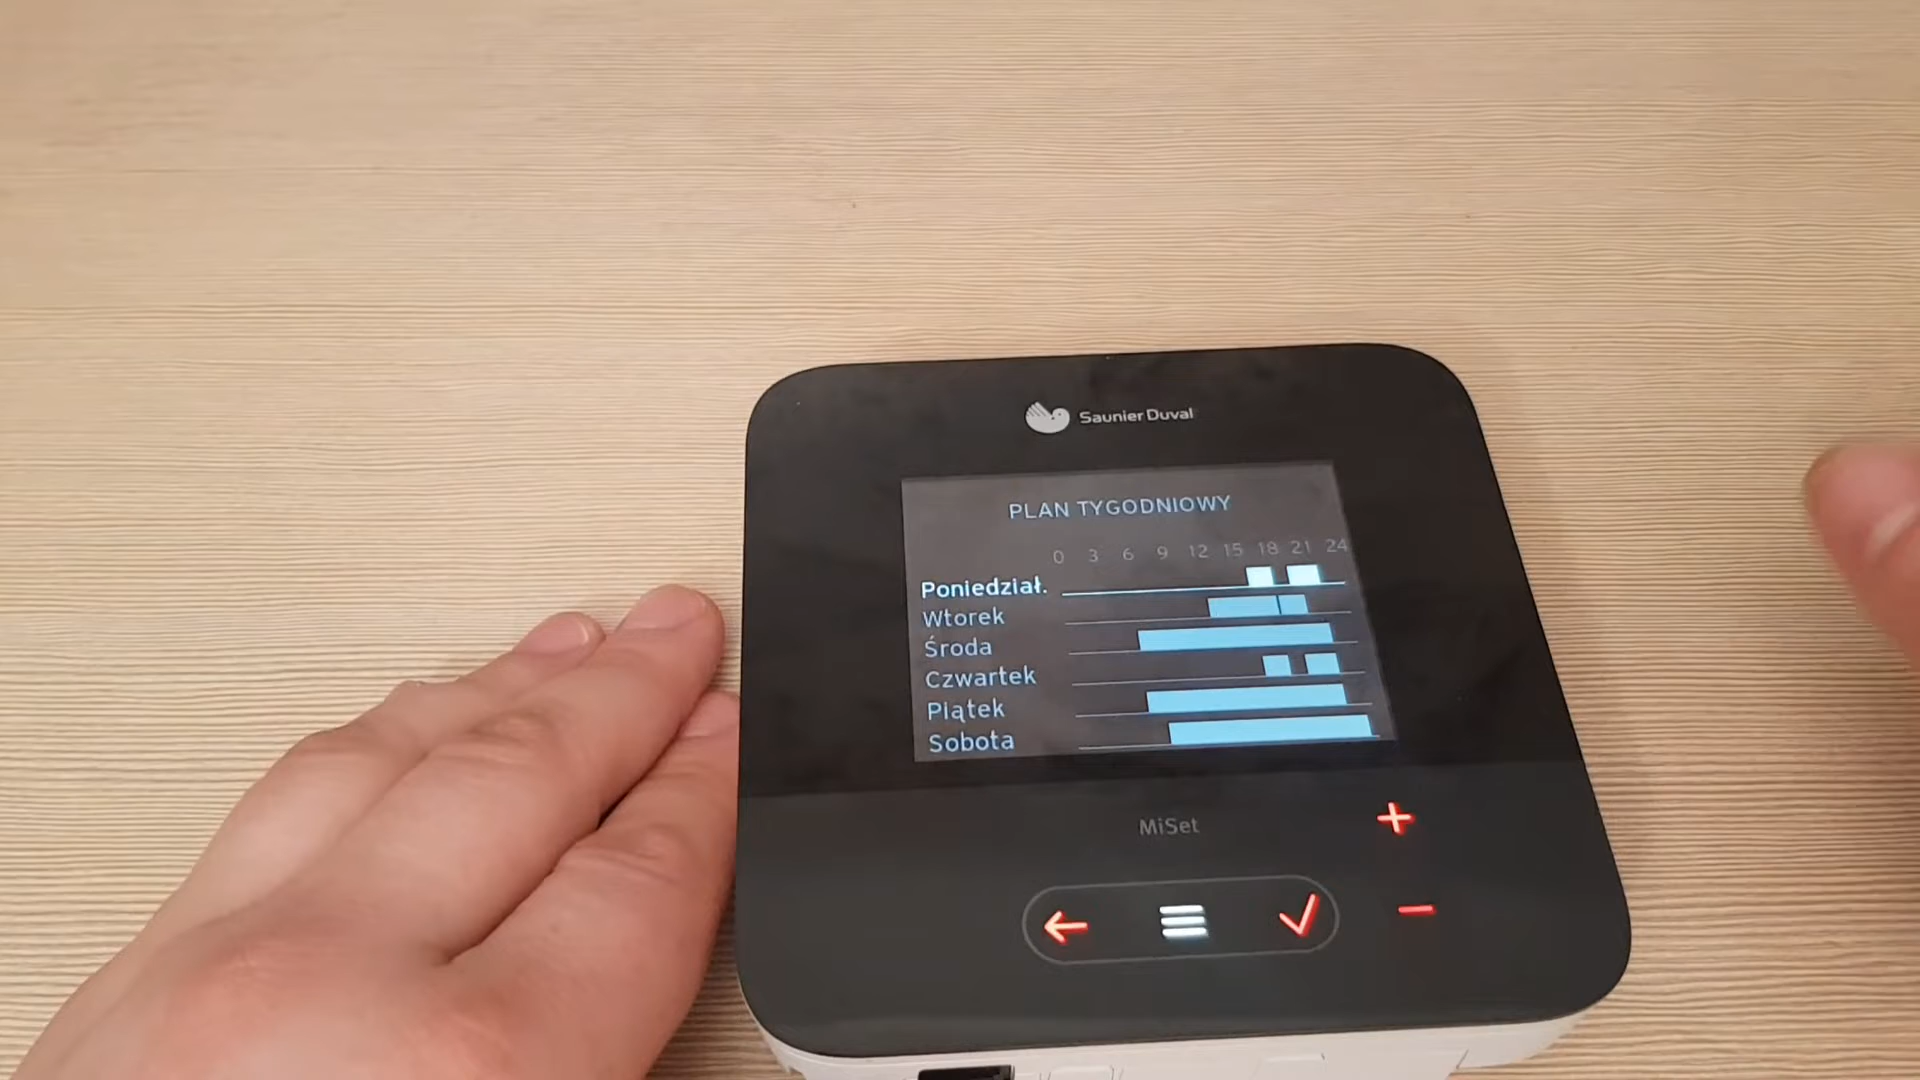 Saunier Duval
PLAN TYGODNIOWY
0 3 6 9 12 15 18 21 24
Poniedział.
Wtorek
Środa
Czwartek
Piątek
Sobota
MiSet